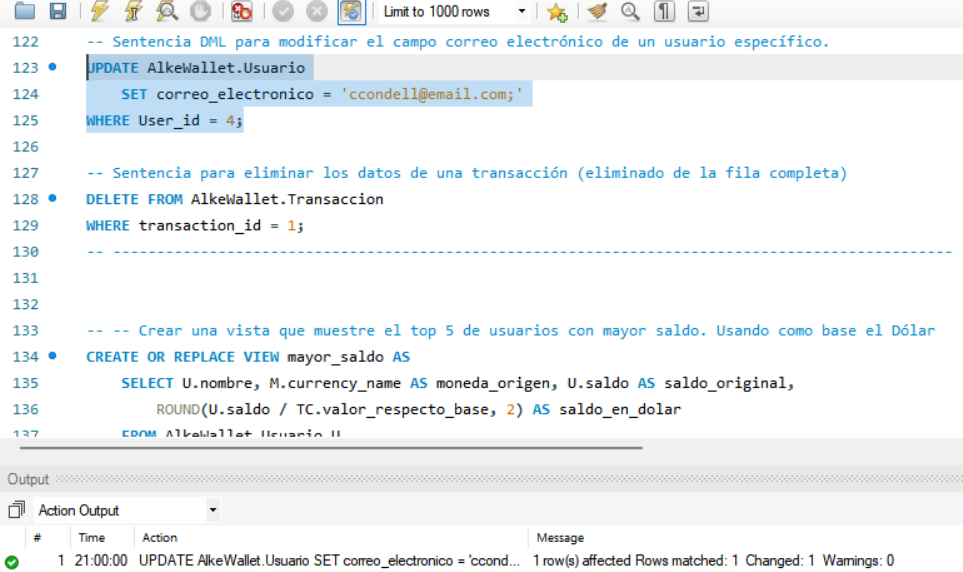 Limit to 1000 rows
122 -- Sentencia DML para modificar el campo correo electrónico de un usuario específico.
123 UPDATE AlkeWallet.Usuario
124 SET correo_electronico = 'ccondell@email.com;'
125 WHERE User_id = 4;
126
127 -- Sentencia para eliminar los datos de una transacción (eliminado de la fila completa)
128 DELETE FROM AlkeWallet.Transaccion
129 WHERE transaction_id = 1;
130 -- ------------------------------------------------------------------------------------------------
131
132
133 -- -- Crear una vista que muestre el top 5 de usuarios con mayor saldo. Usando como base el Dólar
134 CREATE OR REPLACE VIEW mayor_saldo AS
135 SELECT U.nombre, M.currency_name AS moneda_origen, U.saldo AS saldo_original,
136 ROUND(U.saldo / TC.valor_respecto_base, 2) AS saldo_en_dolar
137 FROM AlkeWallet.Usuario U
Output
Action Output
# Time Action Message
1 21:00:00 UPDATE AlkeWallet.Usuario SET correo_electronico = 'ccond... 1 row(s) affected Rows matched: 1 Changed: 1 Warnings: 0